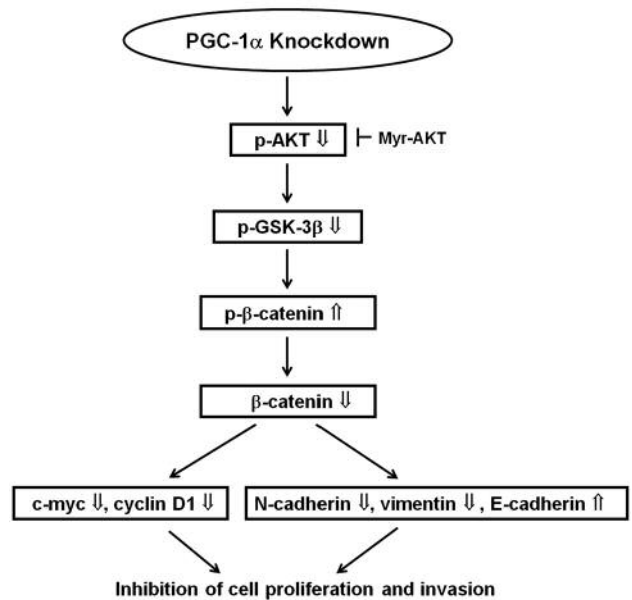 PGC-1α Knockdown
p-AKT ⇓
Myr-AKT
p-GSK-3β ⇓
p-β-catenin ⇑
β-catenin ⇓
c-myc ⇓, cyclin D1 ⇓
N-cadherin ⇓, vimentin ⇓ , E-cadherin ⇑
Inhibition of cell proliferation and invasion